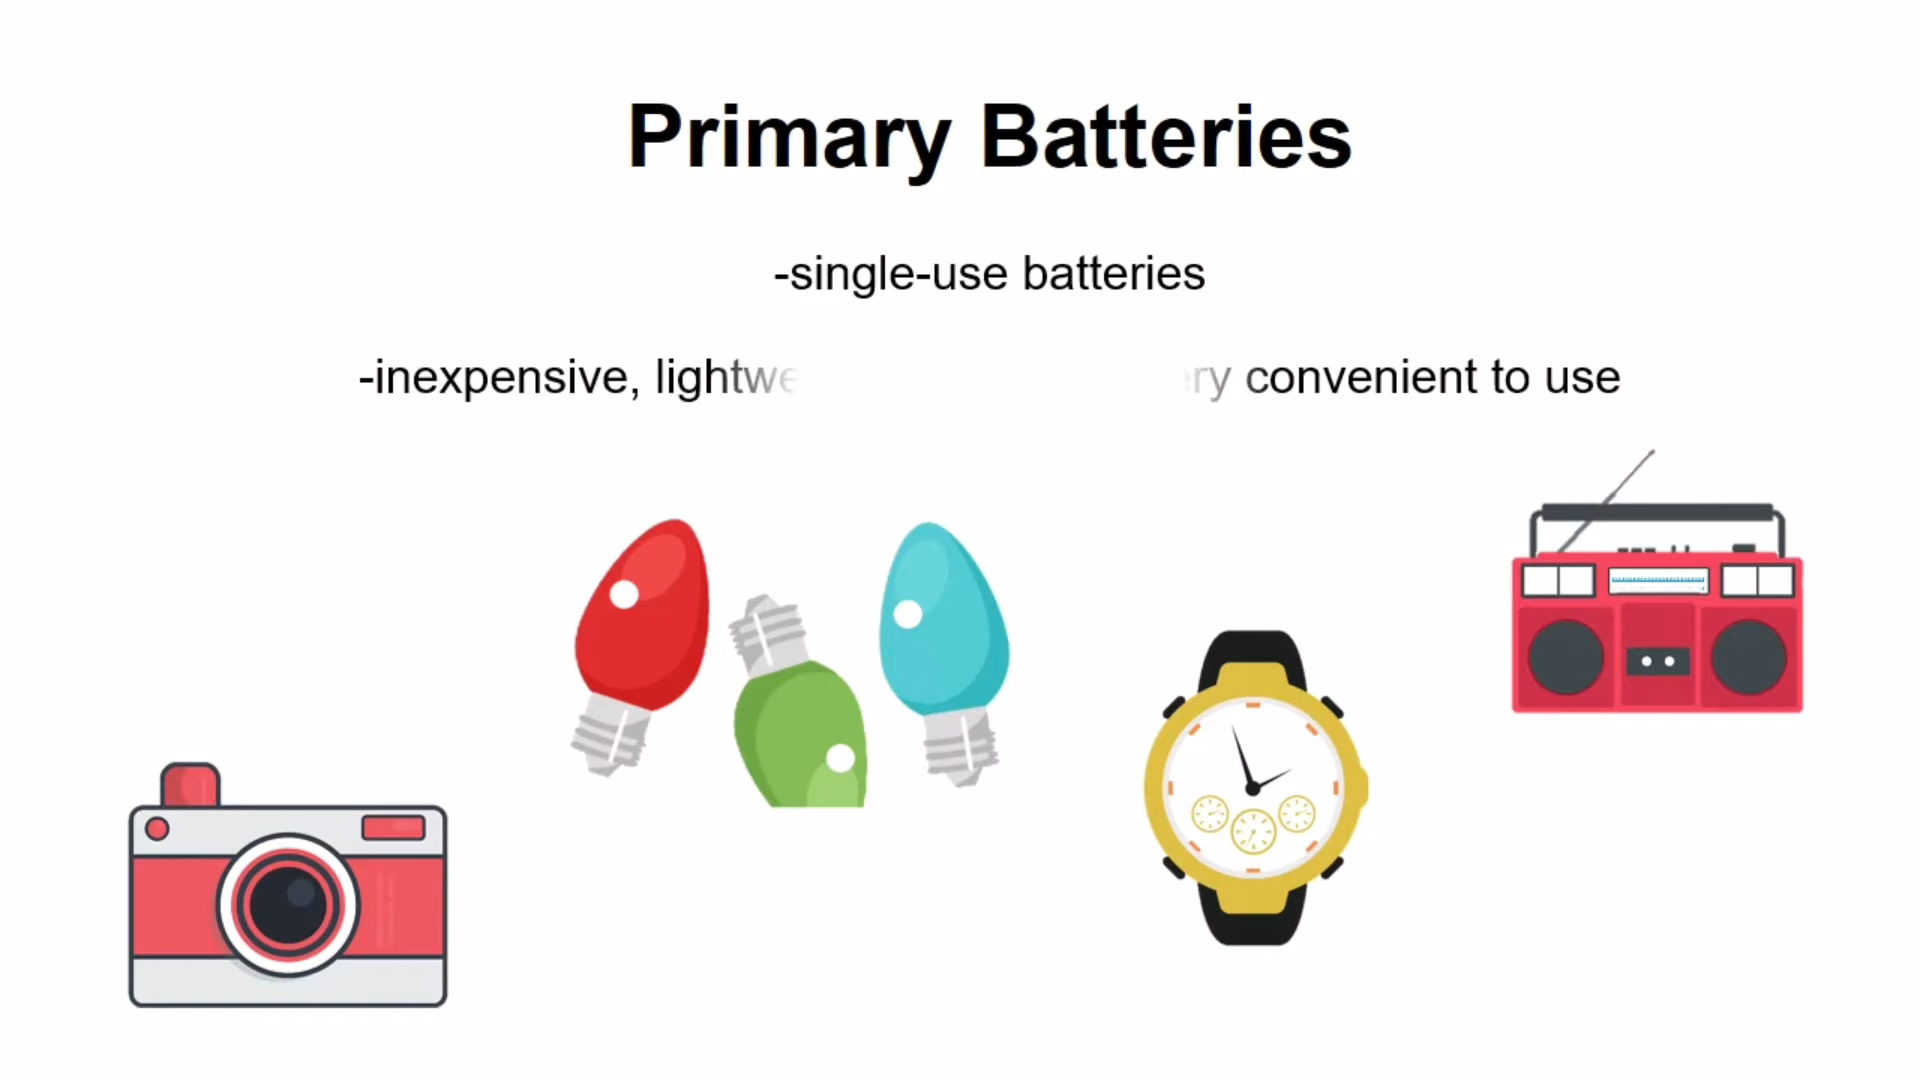 Primary Batteries
-single-use batteries
-inexpensive, convenient to use